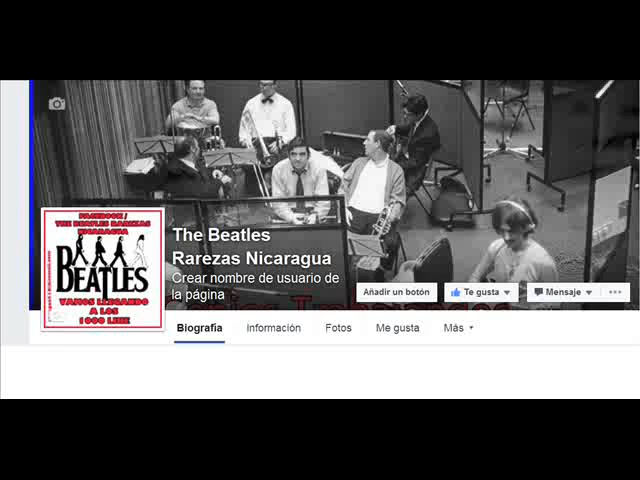 FACEBOOK /
THE BEATLES RAREZAS
NICARAGUA
BEATLES
VAMOS LLEGANDO
A LOS
1000 LIKE
The Beatles
Rarezas Nicaragua
Crear nombre de usuario de
la página
Añadir un botón
Te gusta
Mensaje
Biografía
Información
Fotos
Me gusta
Más